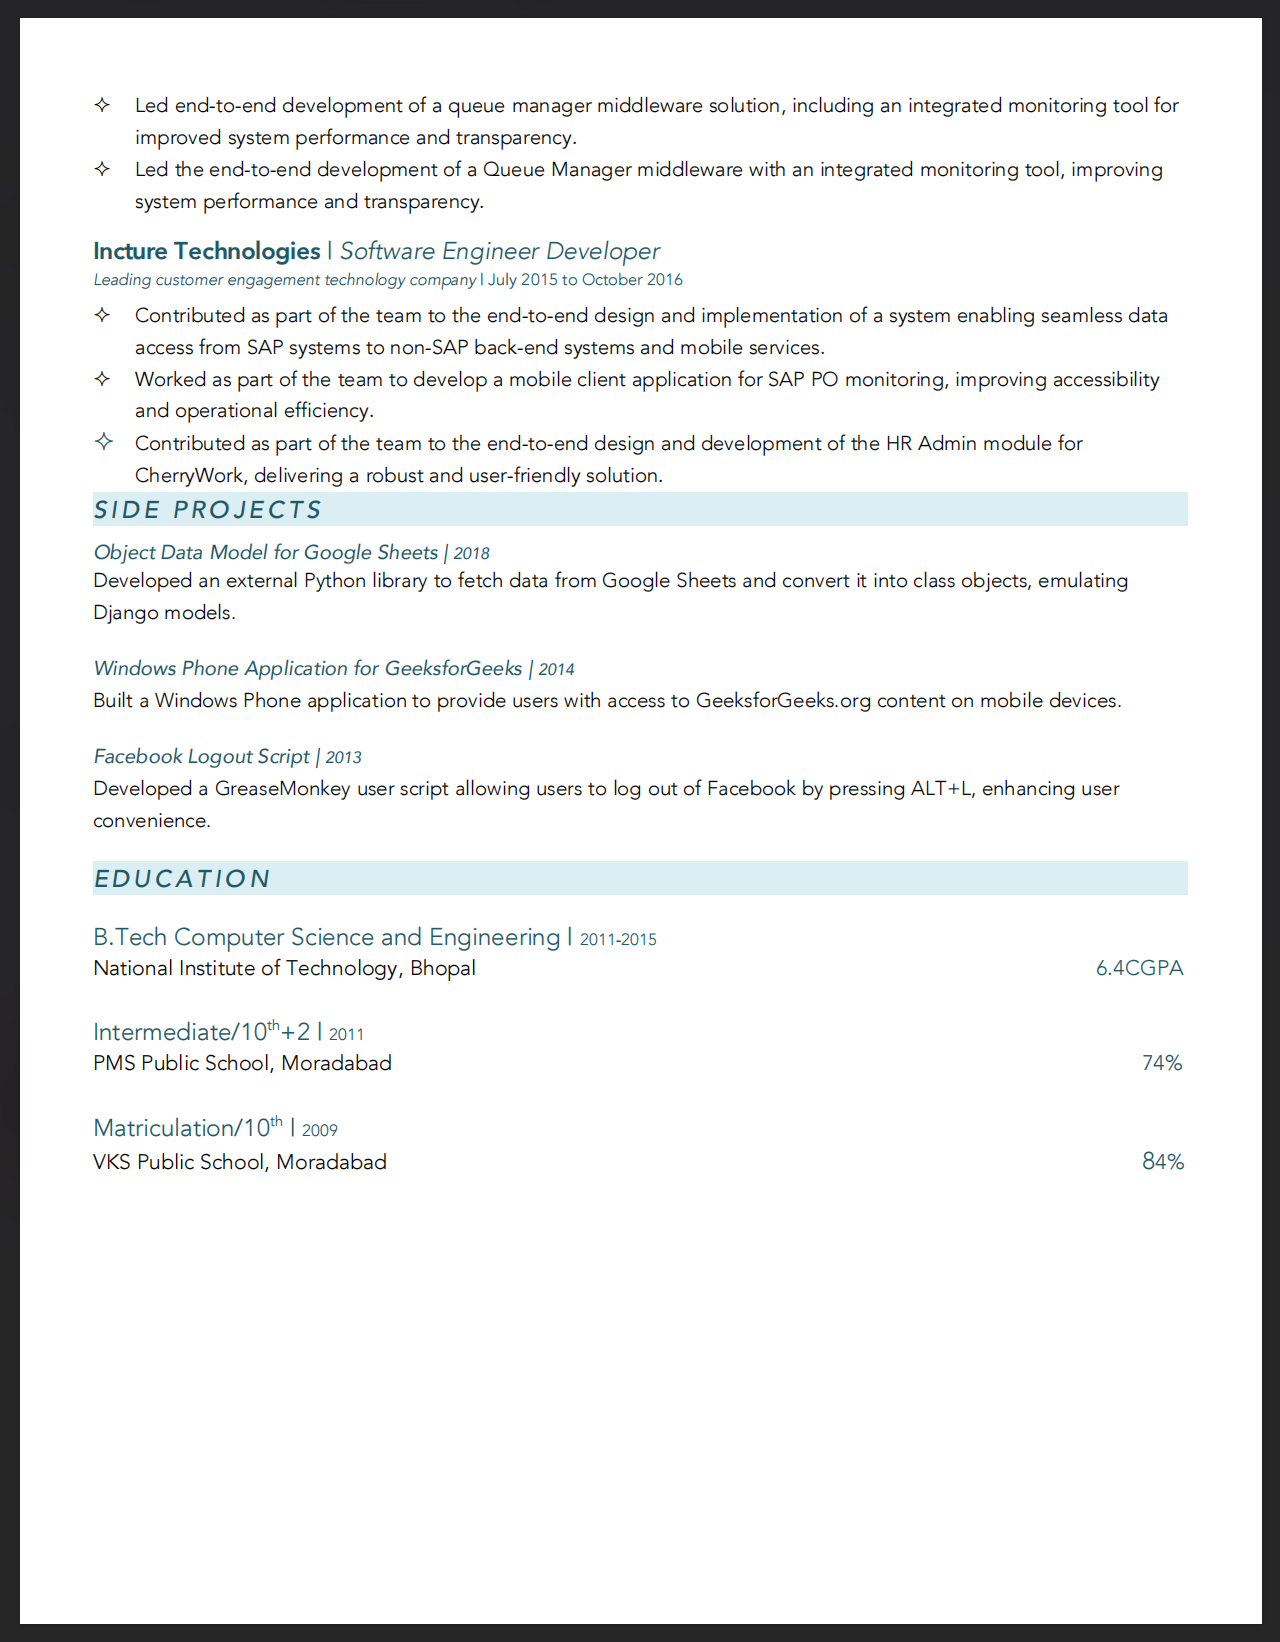 ✧ Led end-to-end development of a queue manager middleware solution, including an integrated monitoring tool for
improved system performance and transparency.
✧ Led the end-to-end development of a Queue Manager middleware with an integrated monitoring tool, improving
system performance and transparency.
Incture Technologies | Software Engineer Developer
Leading customer engagement technology company | July 2015 to October 2016
✧ Contributed as part of the team to the end-to-end design and implementation of a system enabling seamless data
access from SAP systems to non-SAP back-end systems and mobile services.
✧ Worked as part of the team to develop a mobile client application for SAP PO monitoring, improving accessibility
and operational efficiency.
✧ Contributed as part of the team to the end-to-end design and development of the HR Admin module for
CherryWork, delivering a robust and user-friendly solution.
SIDE PROJECTS
Object Data Model for Google Sheets | 2018
Developed an external Python library to fetch data from Google Sheets and convert it into class objects, emulating
Django models.
Windows Phone Application for GeeksforGeeks | 2014
Built a Windows Phone application to provide users with access to GeeksforGeeks.org content on mobile devices.
Facebook Logout Script | 2013
Developed a GreaseMonkey user script allowing users to log out of Facebook by pressing ALT+L, enhancing user
convenience.
EDUCATION
B.Tech Computer Science and Engineering | 2011-2015
National Institute of Technology, Bhopal 6.4CGPA
Intermediate/10th+2 | 2011
PMS Public School, Moradabad 74%
Matriculation/10th | 2009
VKS Public School, Moradabad 84%